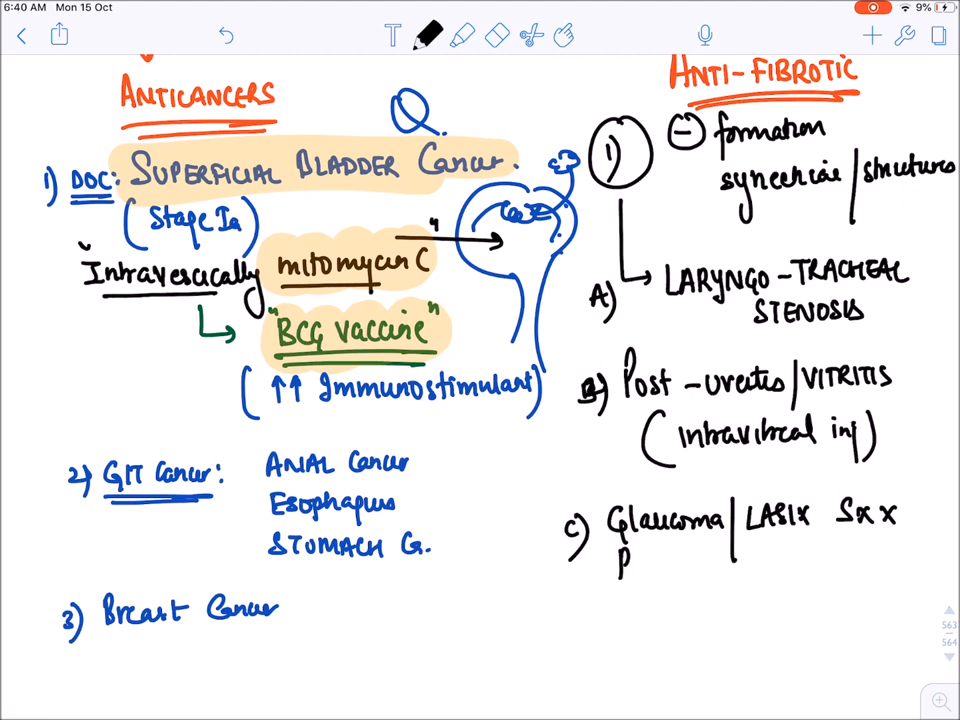 6:40 AM Mon 15 Oct
9%
T
ANTICANCERS
Q.
1) DOC: SUPERFICIAL BLADDER Cancer.
(Stage Ia)
Intravesically mitomycin C"
"BCG vaccine"
(↑↑ Immunostimulant)
2) GIT Cancer: ANAL Cancer
Esophagus
STOMACH G.
3) Breast Cancer
ANTI-FIBROTIC
1) (-) formation
synechiae/strictures
A) LARYNGO-TRACHEAL
STENOSIS
B) Post-uveitis/VITRITIS
(intravitreal inj)
C) Glaucoma/LASIX Sx x
p
563
564